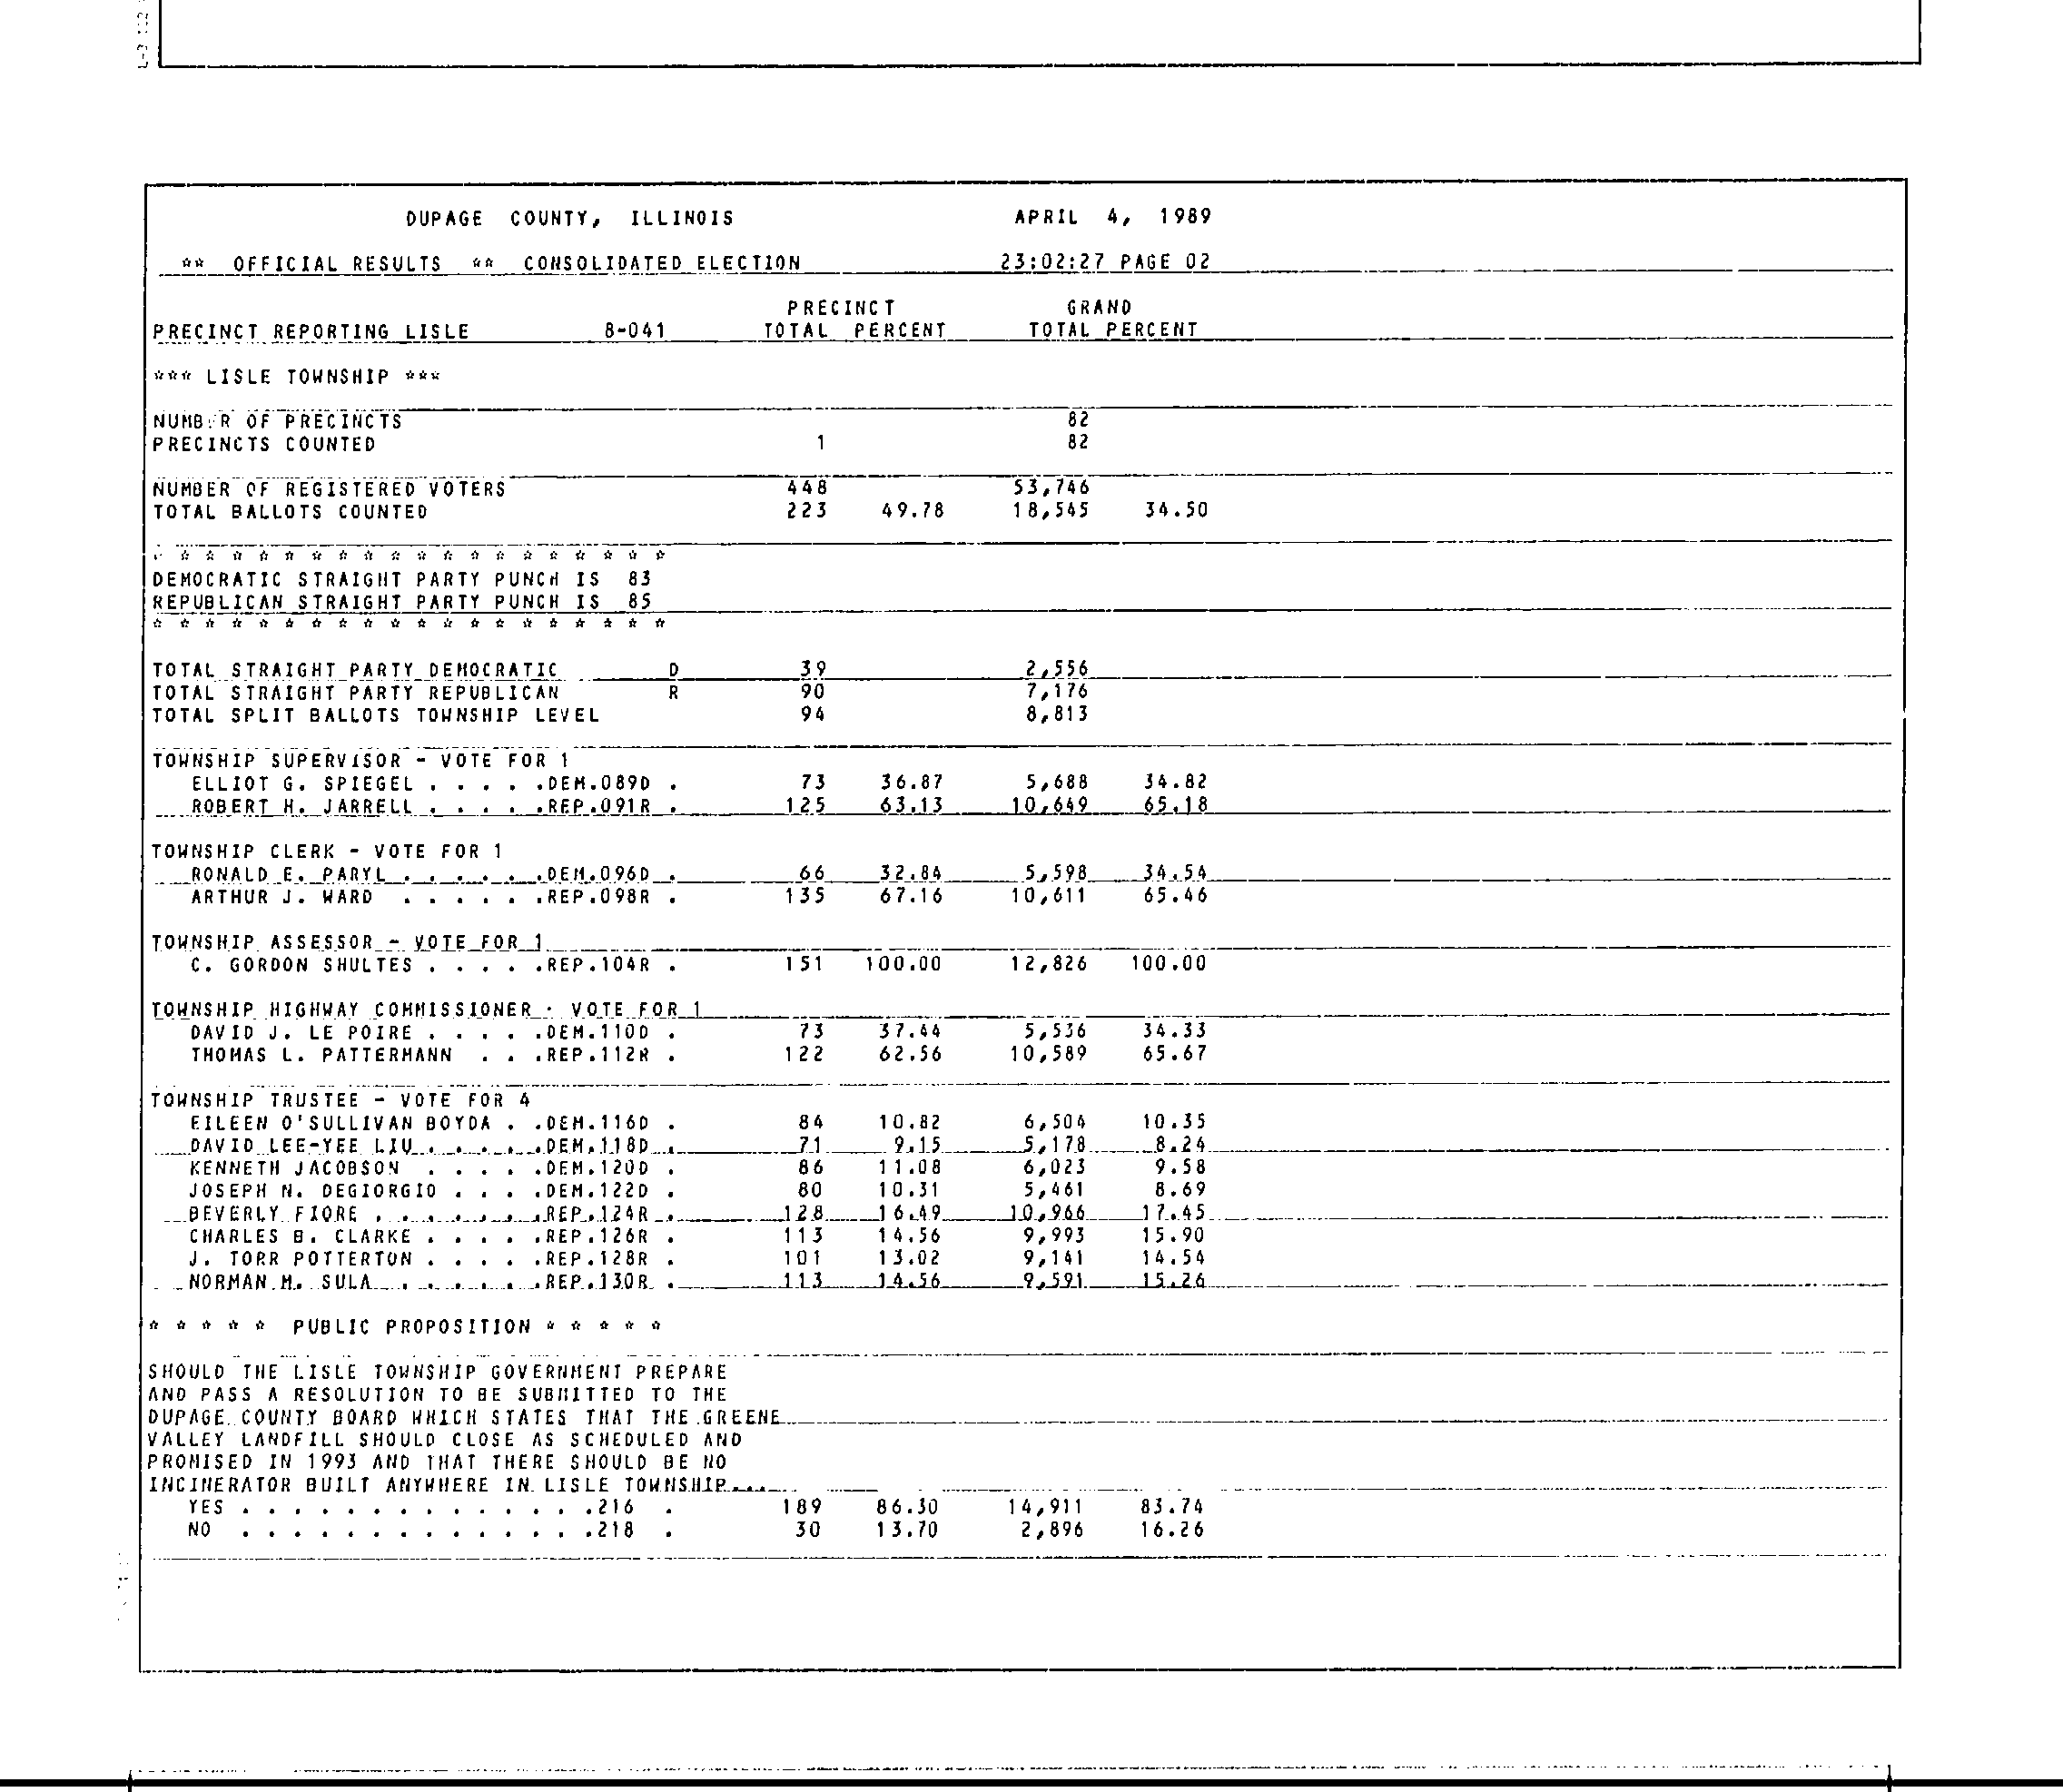 DUPAGE COUNTY, ILLINOIS APRIL 4, 1989
** OFFICIAL RESULTS ** CONSOLIDATED ELECTION 23:02:27 PAGE 02
PRECINCT GRAND
PRECINCT REPORTING LISLE 8-041 TOTAL PERCENT TOTAL PERCENT
*** LISLE TOWNSHIP ***
NUMBER OF PRECINCTS 82
PRECINCTS COUNTED 1 82
NUMBER OF REGISTERED VOTERS 448 53,746
TOTAL BALLOTS COUNTED 223 49.78 18,545 34.50
* * * * * * * * * * * * * * * * * * * *
DEMOCRATIC STRAIGHT PARTY PUNCH IS 83
REPUBLICAN STRAIGHT PARTY PUNCH IS 85
* * * * * * * * * * * * * * * * * * * *
TOTAL STRAIGHT PARTY DEMOCRATIC D 39 2,556
TOTAL STRAIGHT PARTY REPUBLICAN R 90 7,176
TOTAL SPLIT BALLOTS TOWNSHIP LEVEL 94 8,813
TOWNSHIP SUPERVISOR - VOTE FOR 1
ELLIOT G. SPIEGEL . . . . .DEM.089D . 73 36.87 5,688 34.82
ROBERT H. JARRELL . . . . .REP.091R . 125 63.13 10,649 65.18
TOWNSHIP CLERK - VOTE FOR 1
RONALD E. PARYL . . . . . .DEM.096D . 66 32.84 5,598 34.54
ARTHUR J. WARD . . . . . .REP.098R . 135 67.16 10,611 65.46
TOWNSHIP ASSESSOR - VOTE FOR 1
C. GORDON SHULTES . . . . .REP.104R . 151 100.00 12,826 100.00
TOWNSHIP HIGHWAY COMMISSIONER - VOTE FOR 1
DAVID J. LE POIRE . . . . .DEM.110D . 73 37.44 5,536 34.33
THOMAS L. PATTERMANN . . .REP.112R . 122 62.56 10,589 65.67
TOWNSHIP TRUSTEE - VOTE FOR 4
EILEEN O'SULLIVAN BOYDA . .DEM.116D . 84 10.82 6,504 10.35
DAVID LEE-YEE LIU . . . . .DEM.118D . 71 9.15 5,178 8.24
KENNETH JACOBSON . . . . .DEM.120D . 86 11.08 6,023 9.58
JOSEPH N. DEGIORGIO . . . .DEM.122D . 80 10.31 5,461 8.69
BEVERLY FIORE . . . . . . .REP.124R . 128 16.49 10,966 17.45
CHARLES B. CLARKE . . . . .REP.126R . 113 14.56 9,993 15.90
J. TORR POTTERTON . . . . .REP.128R . 101 13.02 9,141 14.54
NORMAN M. SULA . . . . . .REP.130R . 113 14.56 9,591 15.26
* * * * * PUBLIC PROPOSITION * * * * *
SHOULD THE LISLE TOWNSHIP GOVERNMENT PREPARE
AND PASS A RESOLUTION TO BE SUBMITTED TO THE
DUPAGE COUNTY BOARD WHICH STATES THAT THE GREENE
VALLEY LANDFILL SHOULD CLOSE AS SCHEDULED AND
PROMISED IN 1993 AND THAT THERE SHOULD BE NO
INCINERATOR BUILT ANYWHERE IN LISLE TOWNSHIP...
YES . . . . . . . . . . . . . .216 . 189 86.30 14,911 83.74
NO . . . . . . . . . . . . . .218 . 30 13.70 2,896 16.26